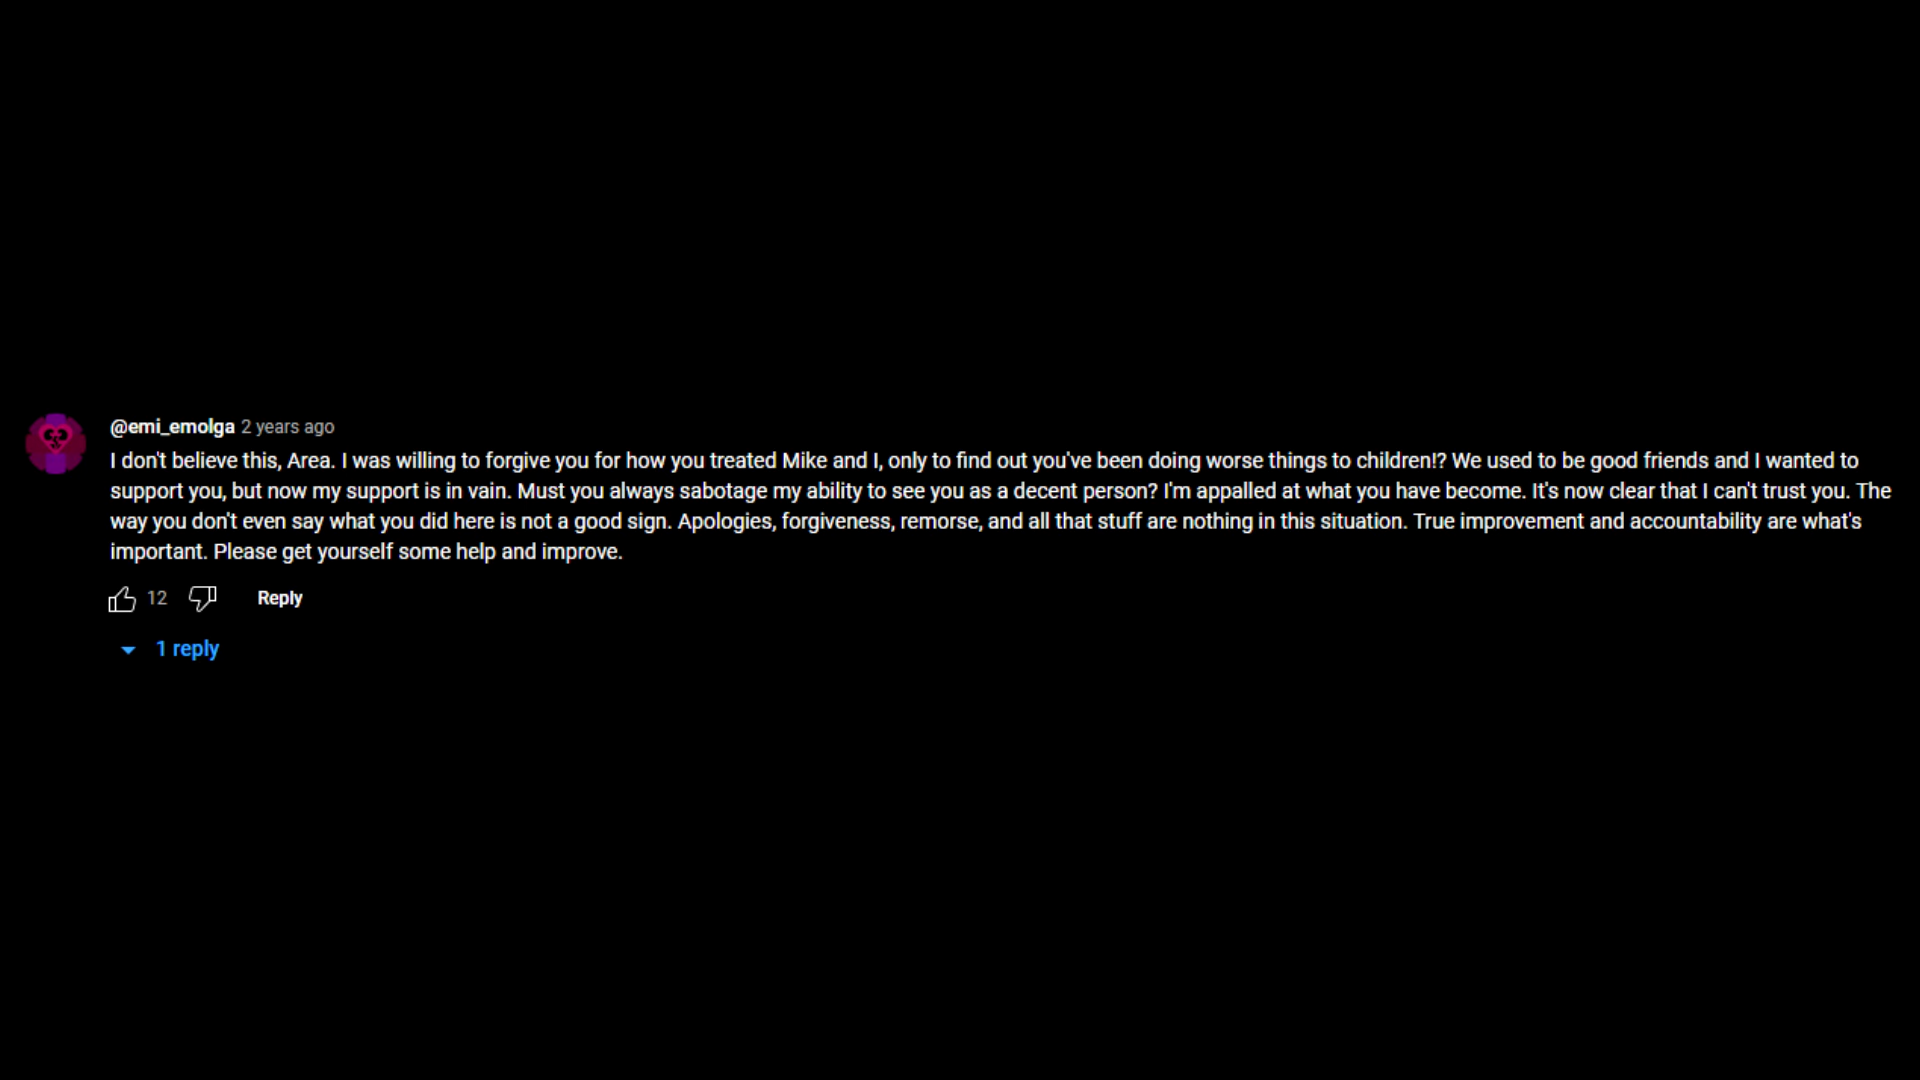 @emi_emolga 2 years ago
I don't believe this, Area. I was willing to forgive you for how you treated Mike and I, only to find out you've been doing worse things to children!? We used to be good friends and I wanted to
support you, but now my support is in vain. Must you always sabotage my ability to see you as a decent person? I'm appalled at what you have become. It's now clear that I can't trust you. The
way you don't even say what you did here is not a good sign. Apologies, forgiveness, remorse, and all that stuff are nothing in this situation. True improvement and accountability are what's
important. Please get yourself some help and improve.
12 Reply
1 reply